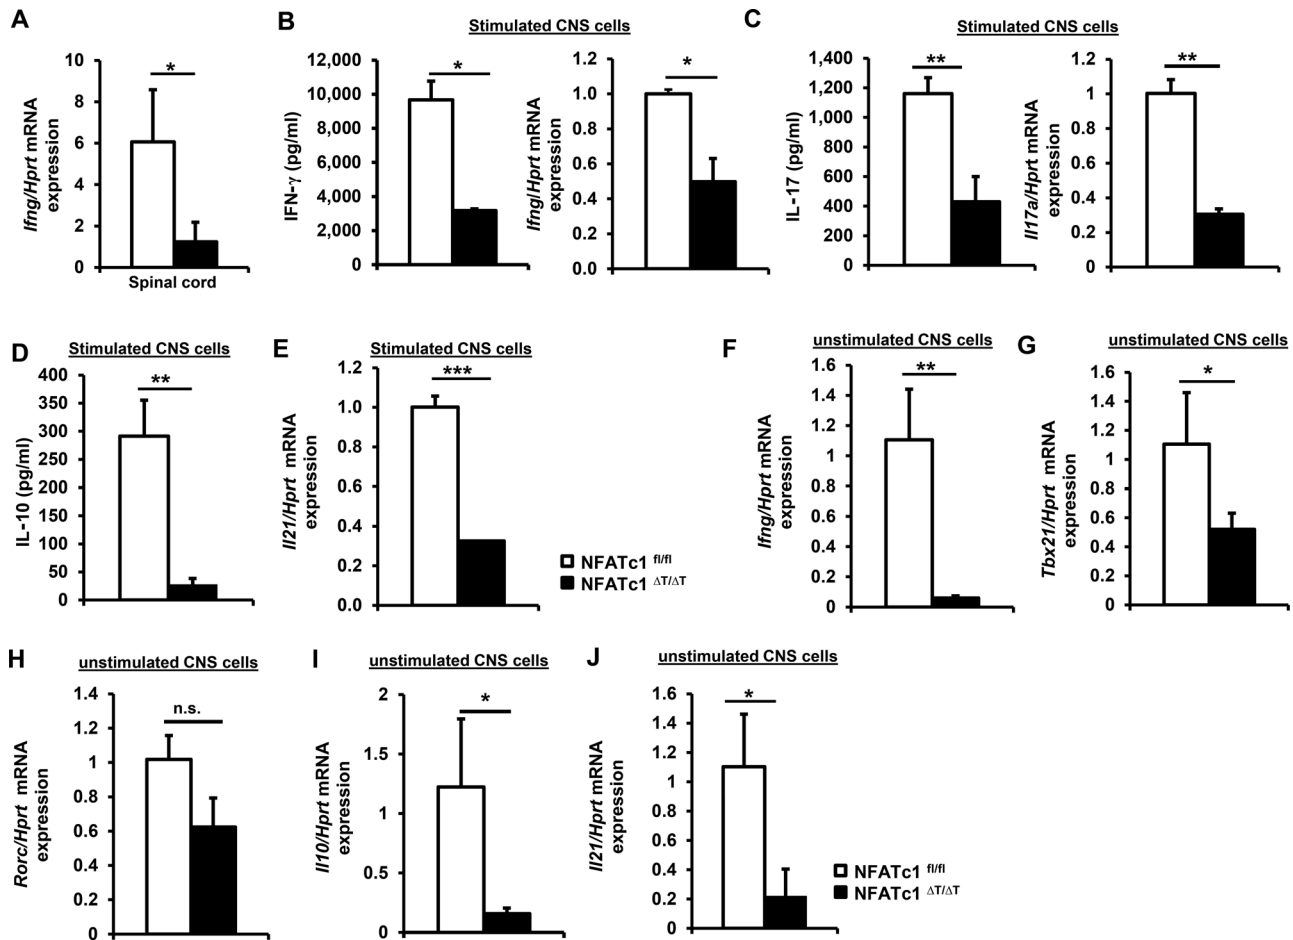 A
10
8
6
4
2
0
Ifng/Hprt mRNA
expression
*
Spinal cord
B
Stimulated CNS cells
12,000
10,000
8,000
6,000
4,000
2,000
0
IFN-γ (pg/ml)
*
1.2
1.0
0.8
0.6
0.4
0.2
0.0
Ifng/Hprt mRNA
expression
*
C
Stimulated CNS cells
1,400
1,200
1,000
800
600
400
200
0
IL-17 (pg/ml)
**
1.2
1
0.8
0.6
0.4
0.2
0
Il17a/Hprt mRNA
expression
**
D
Stimulated CNS cells
400
350
300
250
200
150
100
50
0
IL-10 (pg/ml)
**
E
Stimulated CNS cells
1.2
1.0
0.8
0.6
0.4
0.2
0.0
Il21/Hprt mRNA
expression
***
NFATc1 fl/fl
NFATc1 ΔT/ΔT
F
unstimulated CNS cells
1.6
1.4
1.2
1
0.8
0.6
0.4
0.2
0
Ifng/Hprt mRNA
expression
**
G
unstimulated CNS cells
1.6
1.4
1.2
1
0.8
0.6
0.4
0.2
0
Tbx21/Hprt mRNA
expression
*
H
unstimulated CNS cells
1.4
1.2
1
0.8
0.6
0.4
0.2
0
Rorc/Hprt mRNA
expression
n.s.
I
unstimulated CNS cells
2
1.5
1
0.5
0
Il10/Hprt mRNA
expression
*
J
unstimulated CNS cells
1.6
1.4
1.2
1
0.8
0.6
0.4
0.2
0
Il21/Hprt mRNA
expression
*
NFATc1 fl/fl
NFATc1 ΔT/ΔT